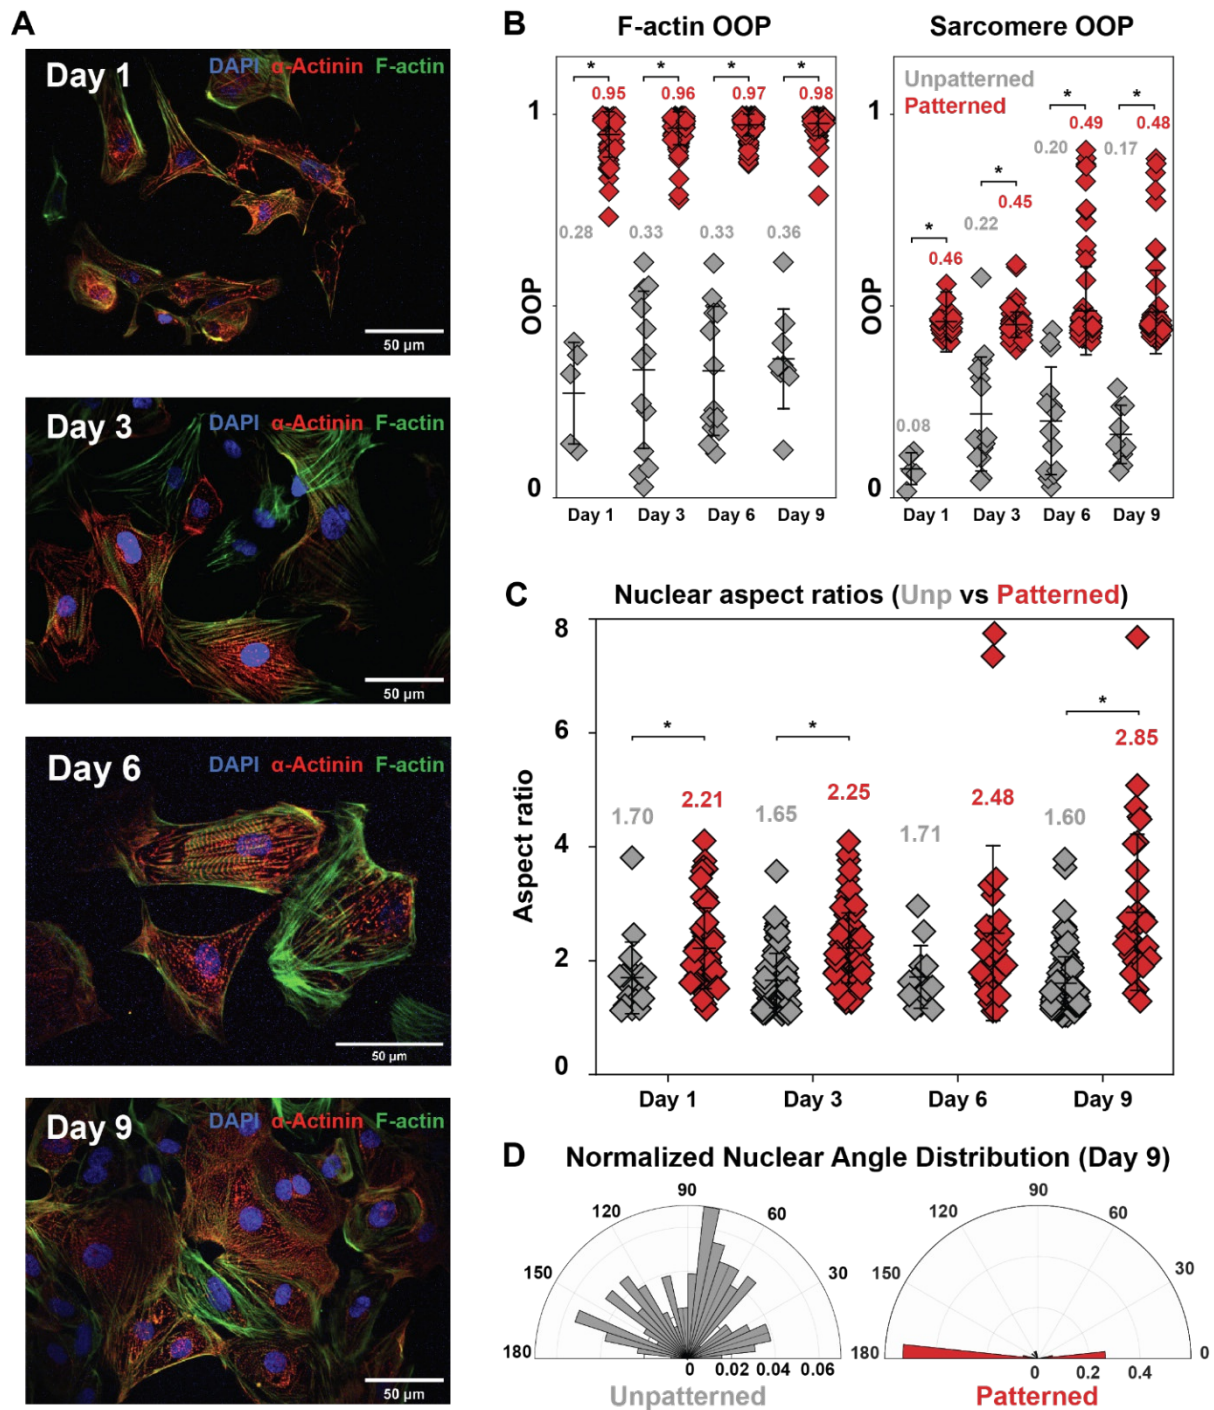 A
Day 1
DAPI α-Actinin F-actin
50 µm
Day 3
DAPI α-Actinin F-actin
50 µm
Day 6
DAPI α-Actinin F-actin
50 µm
Day 9
DAPI α-Actinin F-actin
50 µm
B
F-actin OOP
OOP
1
0
* * * *
0.95 0.96 0.97 0.98
0.28 0.33 0.33 0.36
Day 1 Day 3 Day 6 Day 9
Sarcomere OOP
Unpatterned
Patterned
OOP
1
0
* * * *
0.08 0.46 0.22 0.45 0.20 0.49 0.17 0.48
Day 1 Day 3 Day 6 Day 9
C
Nuclear aspect ratios (Unp vs Patterned)
Aspect ratio
8
6
4
2
0
* * *
1.70 2.21 1.65 2.25 1.71 2.48 1.60 2.85
Day 1 Day 3 Day 6 Day 9
D
Normalized Nuclear Angle Distribution (Day 9)
90
120 60
150 30
180 0 0.02 0.04 0.06
Unpatterned
90
120 60
150 30
180 0
0 0.2 0.4
Patterned